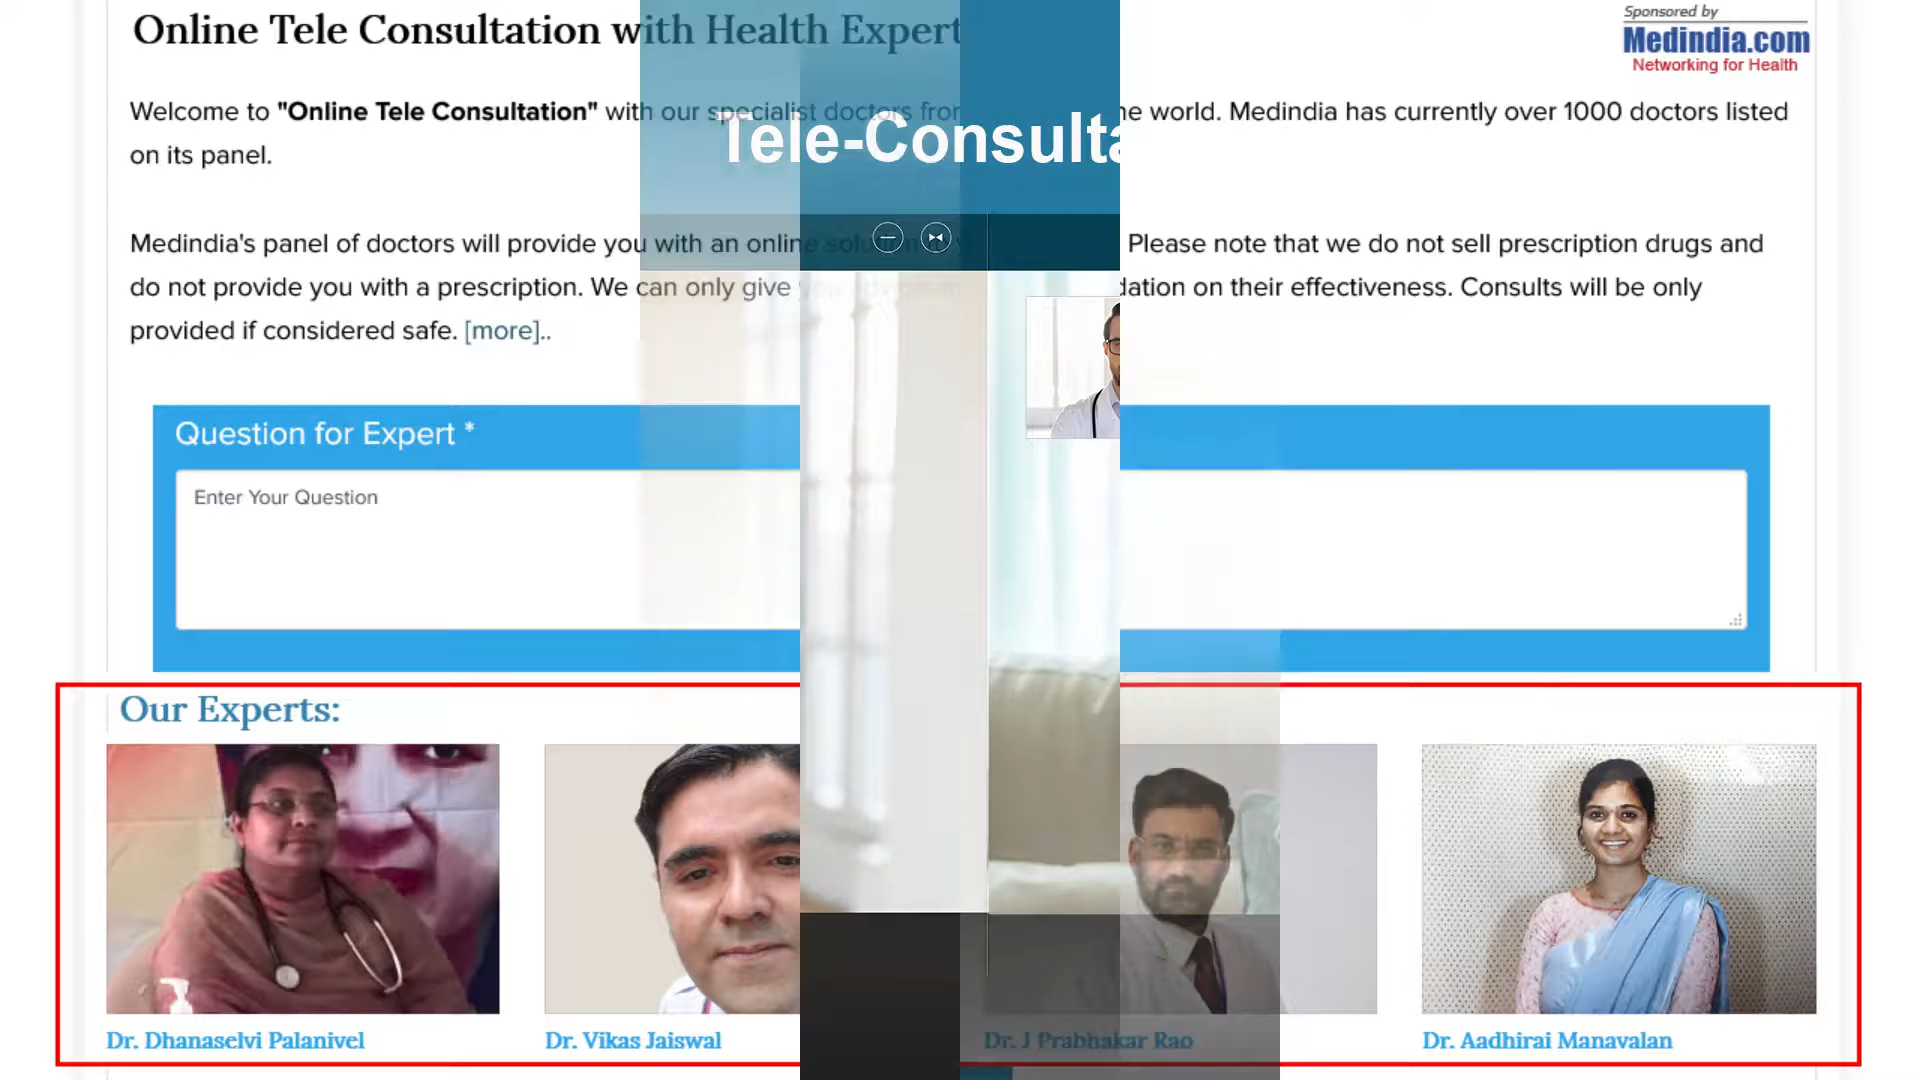 Online Tele Consultation with Health Expert
Sponsored by
Medindia.com
Networking for Health
Welcome to "Online Tele Consultation" with our specialist doctors from ne world. Medindia has currently over 1000 doctors listed
on its panel.
Tele-Consulta
Medindia's panel of doctors will provide you with an online Please note that we do not sell prescription drugs and
do not provide you with a prescription. We can only give dation on their effectiveness. Consults will be only
provided if considered safe. [more]..
Question for Expert *
Enter Your Question
Our Experts:
Dr. Dhanaselvi Palanivel
Dr. Vikas Jaiswal
Dr. J Prabhakar Rao
Dr. Aadhirai Manavalan